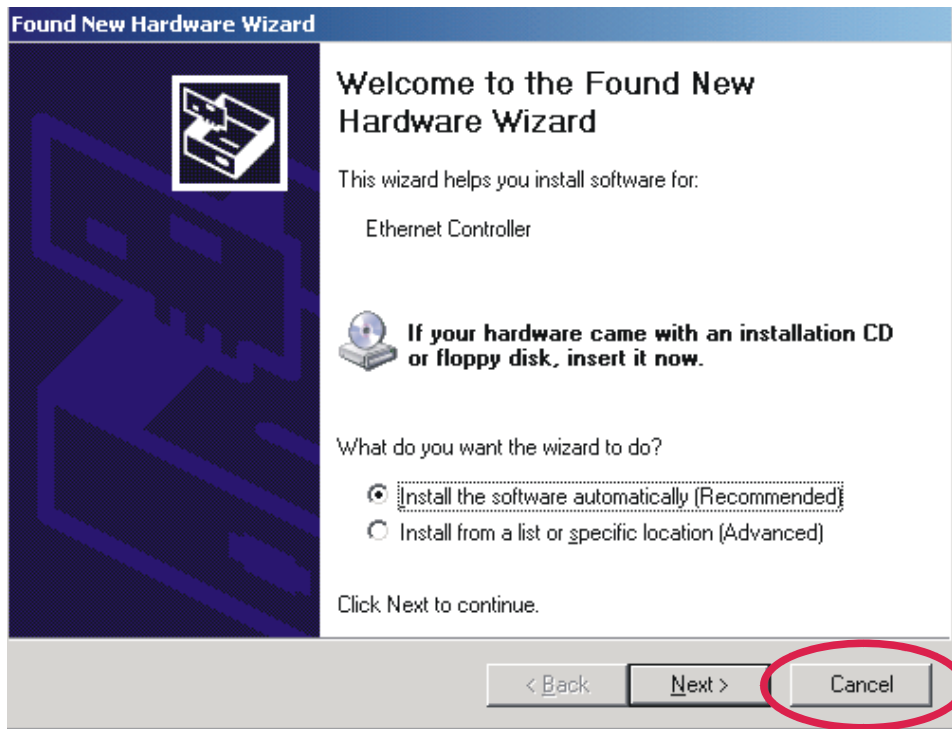 Found New Hardware Wizard
Welcome to the Found New
Hardware Wizard
This wizard helps you install software for:
Ethernet Controller
If your hardware came with an installation CD
or floppy disk, insert it now.
What do you want the wizard to do?
Install the software automatically (Recommended)
Install from a list or specific location (Advanced)
Click Next to continue.
< Back Next > Cancel